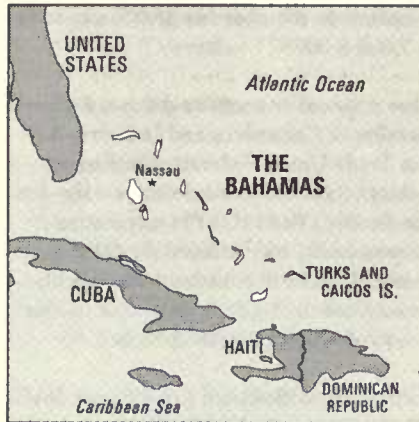 UNITED
STATES
Atlantic Ocean
Nassau
THE
BAHAMAS
TURKS AND
CAICOS IS.
CUBA
HAITI
DOMINICAN
REPUBLIC
Caribbean Sea